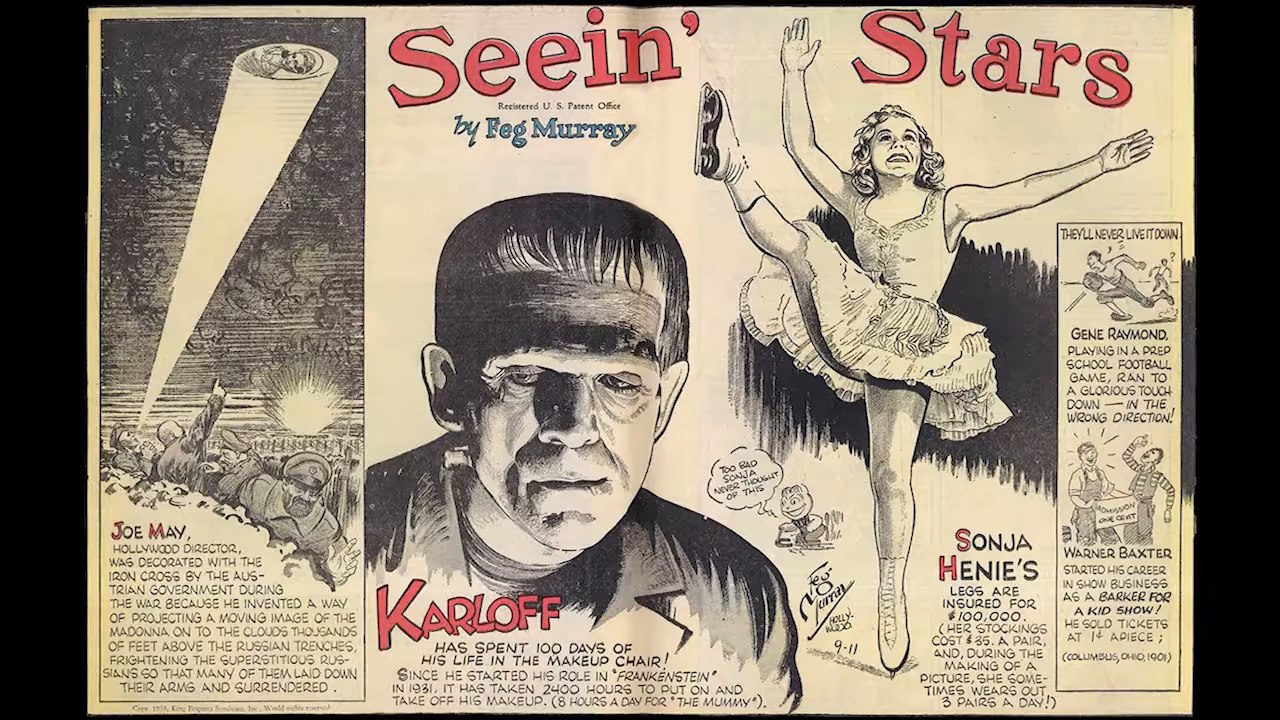 Seein' Stars
Registered U. S. Patent Office
by Feg Murray
JOE MAY,
HOLLYWOOD DIRECTOR,
WAS DECORATED WITH THE
IRON CROSS BY THE AUS-
TRIAN GOVERNMENT DURING
THE WAR BECAUSE HE INVENTED A WAY
OF PROJECTING A MOVING IMAGE OF THE
MADONNA ON TO THE CLOUDS THOUSANDS
OF FEET ABOVE THE RUSSIAN TRENCHES,
FRIGHTENING THE SUPERSTITIOUS RUS-
SIANS SO THAT MANY OF THEM LAID DOWN
THEIR ARMS AND SURRENDERED.
Copr. 1938, King Features Syndicate, Inc., World rights reserved
KARLOFF
HAS SPENT 100 DAYS OF
HIS LIFE IN THE MAKEUP CHAIR!
SINCE HE STARTED HIS ROLE IN "FRANKENSTEIN"
IN 1931, IT HAS TAKEN 2400 HOURS TO PUT ON AND
TAKE OFF HIS MAKEUP. (8 HOURS A DAY FOR "THE MUMMY").
TOO BAD
SONJA
NEVER THOUGHT
OF THIS
Feg
Murray
HOLLY-
WOOD
9-11
SONJA
HENIE'S
LEGS ARE
INSURED FOR
$100,000.
(HER STOCKINGS
COST $35. A PAIR,
AND, DURING THE
MAKING OF A
PICTURE, SHE SOME-
TIMES WEARS OUT
3 PAIRS A DAY!)
THEY'LL NEVER LIVE IT DOWN
?
GENE RAYMOND,
PLAYING IN A PREP
SCHOOL FOOTBALL
GAME, RAN TO
A GLORIOUS TOUCH-
DOWN — IN THE
WRONG DIRECTION!
ADMISSION
ONE CENT
WARNER BAXTER
STARTED HIS CAREER
IN SHOW BUSINESS
AS A BARKER FOR
A KID SHOW!
HE SOLD TICKETS
AT 1¢ APIECE;
(COLUMBUS, OHIO, 1901)